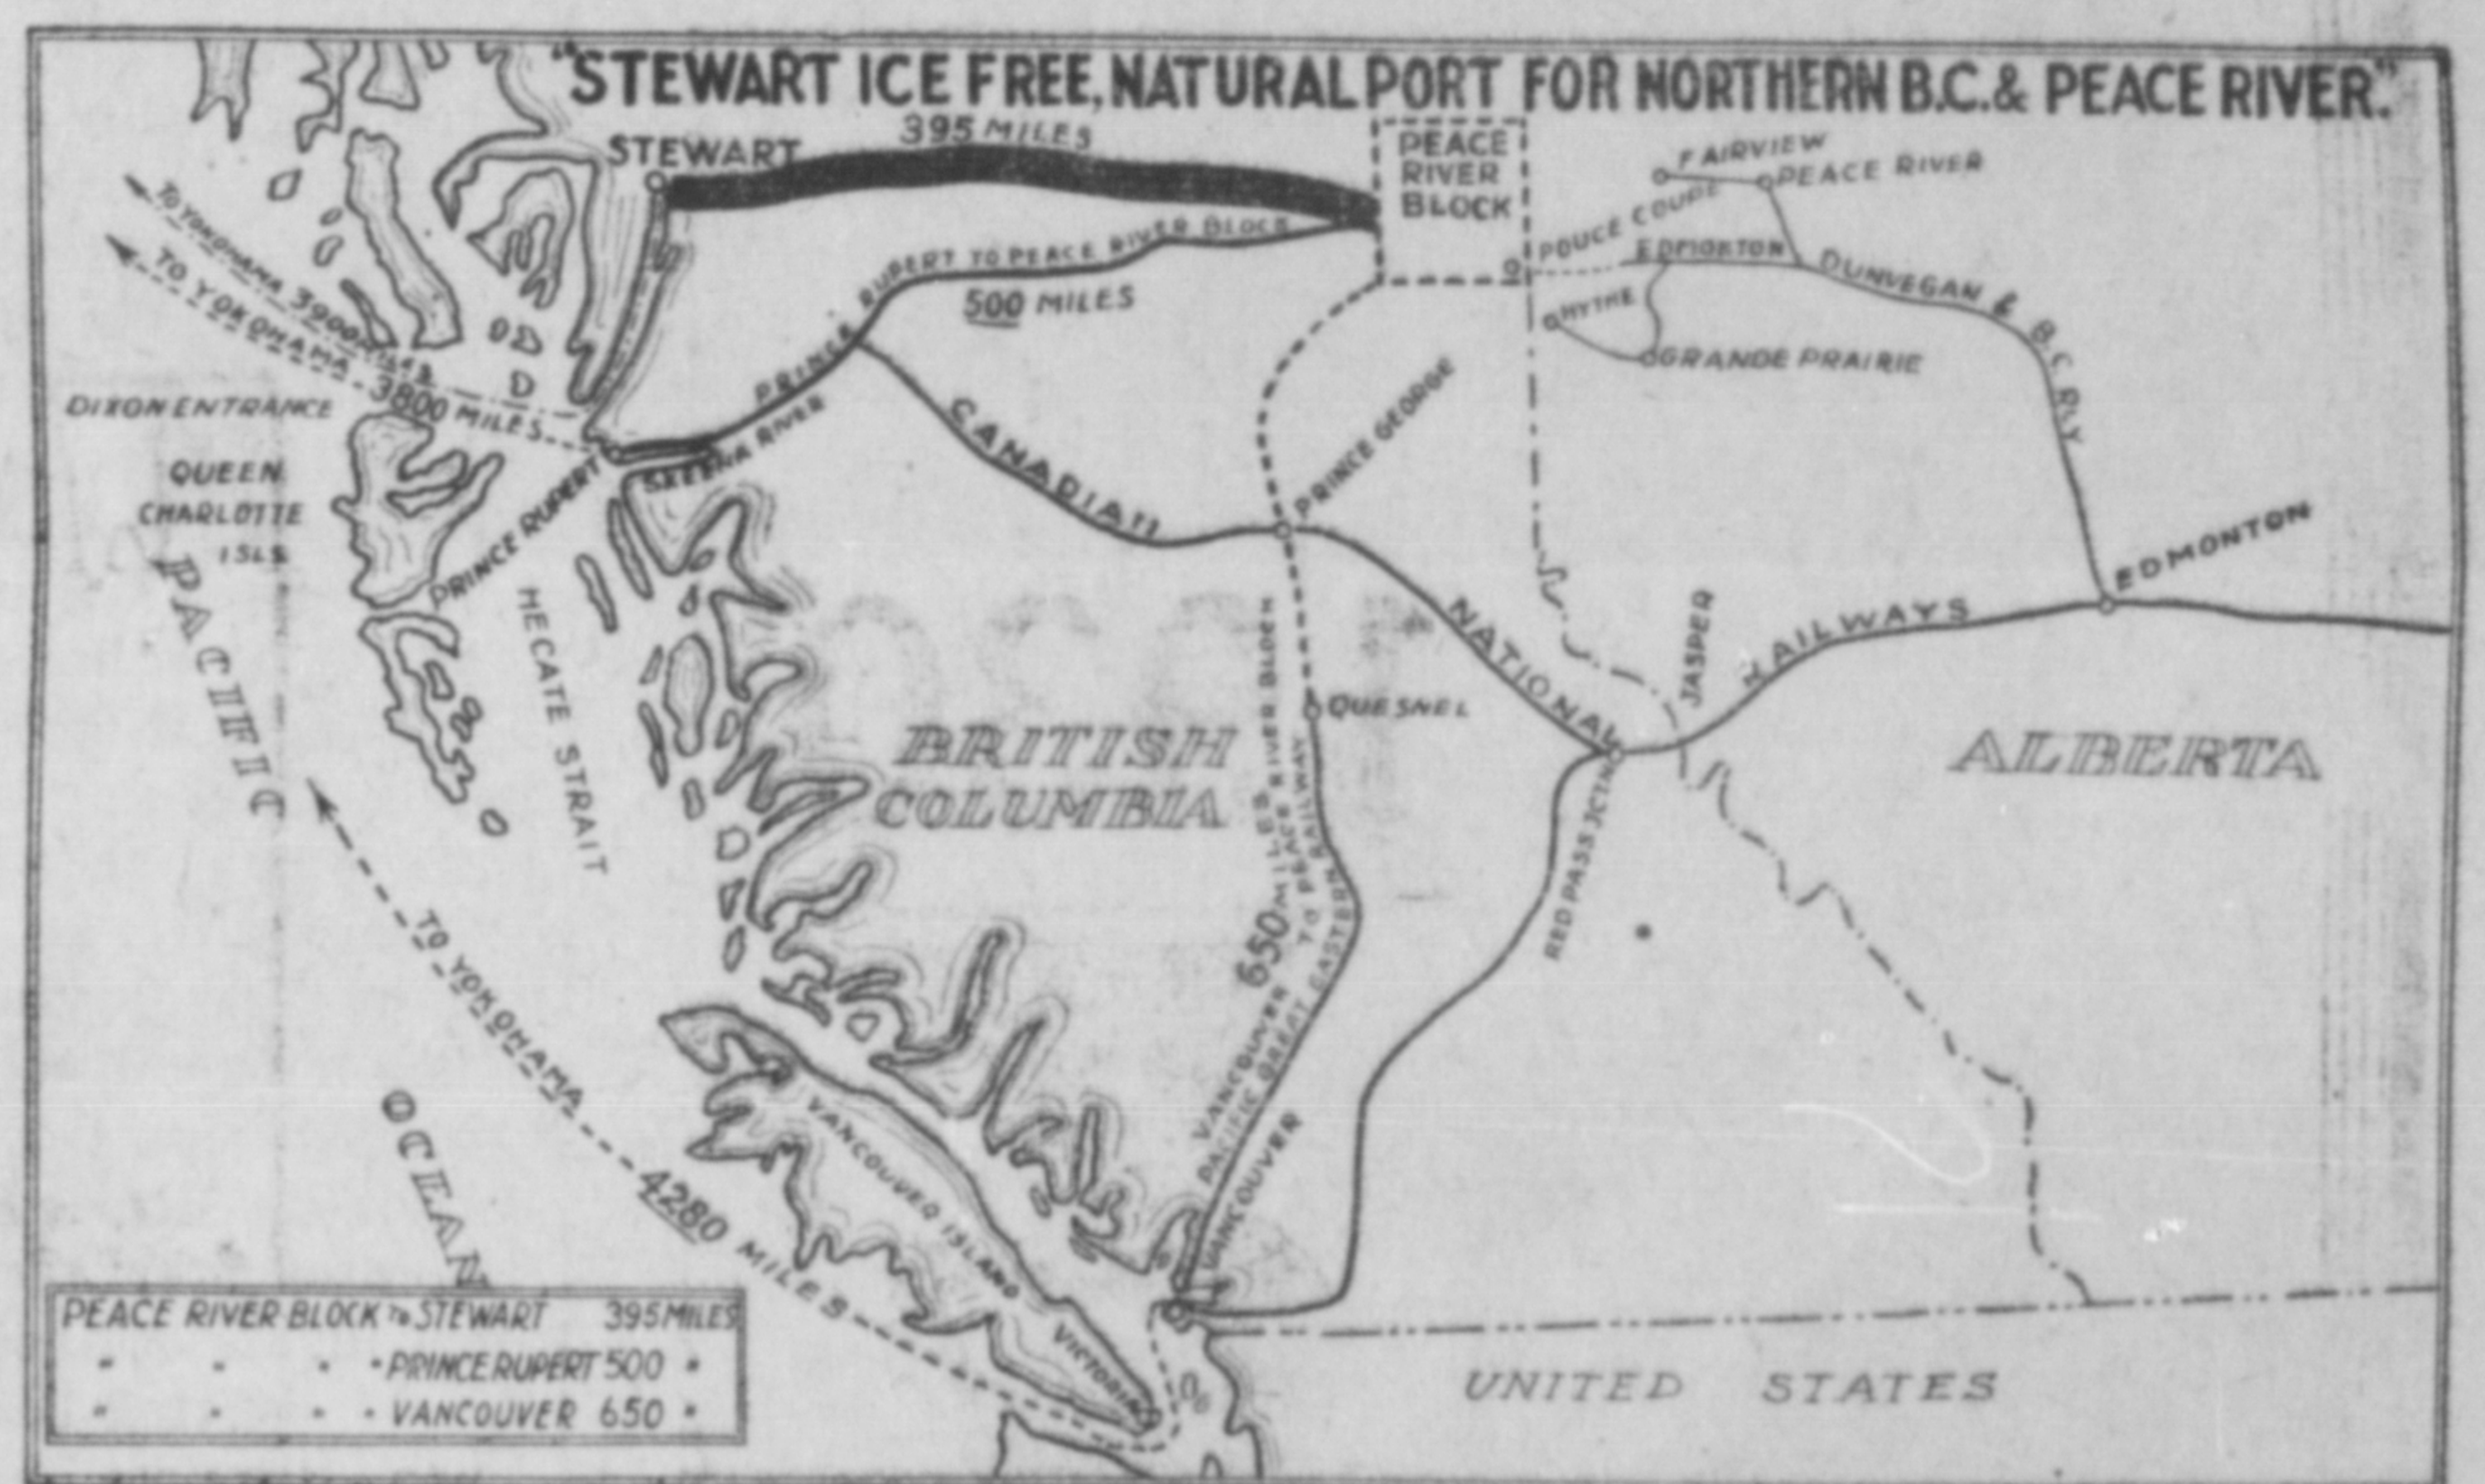 "STEWART ICE FREE, NATURAL PORT FOR NORTHERN B.C. & PEACE RIVER."
395 MILES
STEWART
PEACE
RIVER
BLOCK
FAIRVIEW
PEACE RIVER
POUCE COUPE
EDMONTON
DUNVEGAN & B.C. RLY
HYTHE
GRANDE PRAIRIE
PRINCE RUPERT TO PEACE RIVER BLOCK
500 MILES
TO YOKOHAMA 3900 MILES
TO YOKOHAMA 3800 MILES
DIXON ENTRANCE
QUEEN
CHARLOTTE
ISLS
PRINCE RUPERT
SKEENA RIVER
CANADIAN
NATIONAL
RAILWAYS
PRINCE GEORGE
EDMONTON
JASPER
QUESNEL
RED PASS JCTN
HECATE STRAIT
PACIFIC
OCEAN
BRITISH
COLUMBIA
ALBERTA
650 MILES
VANCOUVER TO PEACE RIVER BLOCK
PACIFIC GREAT EASTERN RAILWAY
VANCOUVER
TO YOKOHAMA
4280 MILES
VANCOUVER ISLAND
VICTORIA
UNITED STATES
PEACE RIVER BLOCK TO STEWART 395 MILES
" " " " PRINCE RUPERT 500 "
" " " " VANCOUVER 650 "